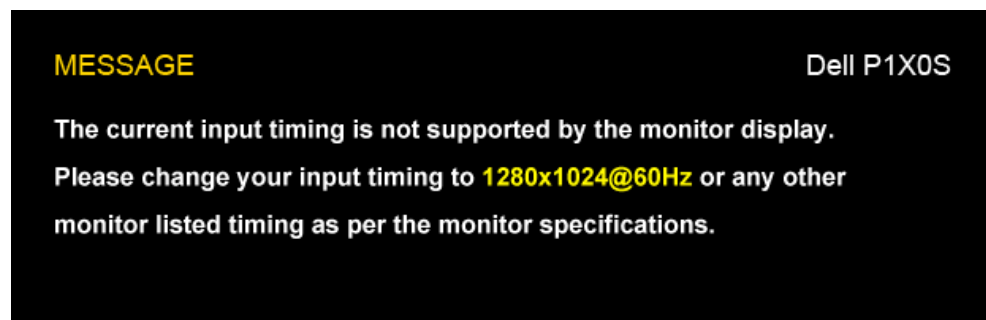 MESSAGE Dell P1X0S
The current input timing is not supported by the monitor display.
Please change your input timing to 1280x1024@60Hz or any other
monitor listed timing as per the monitor specifications.